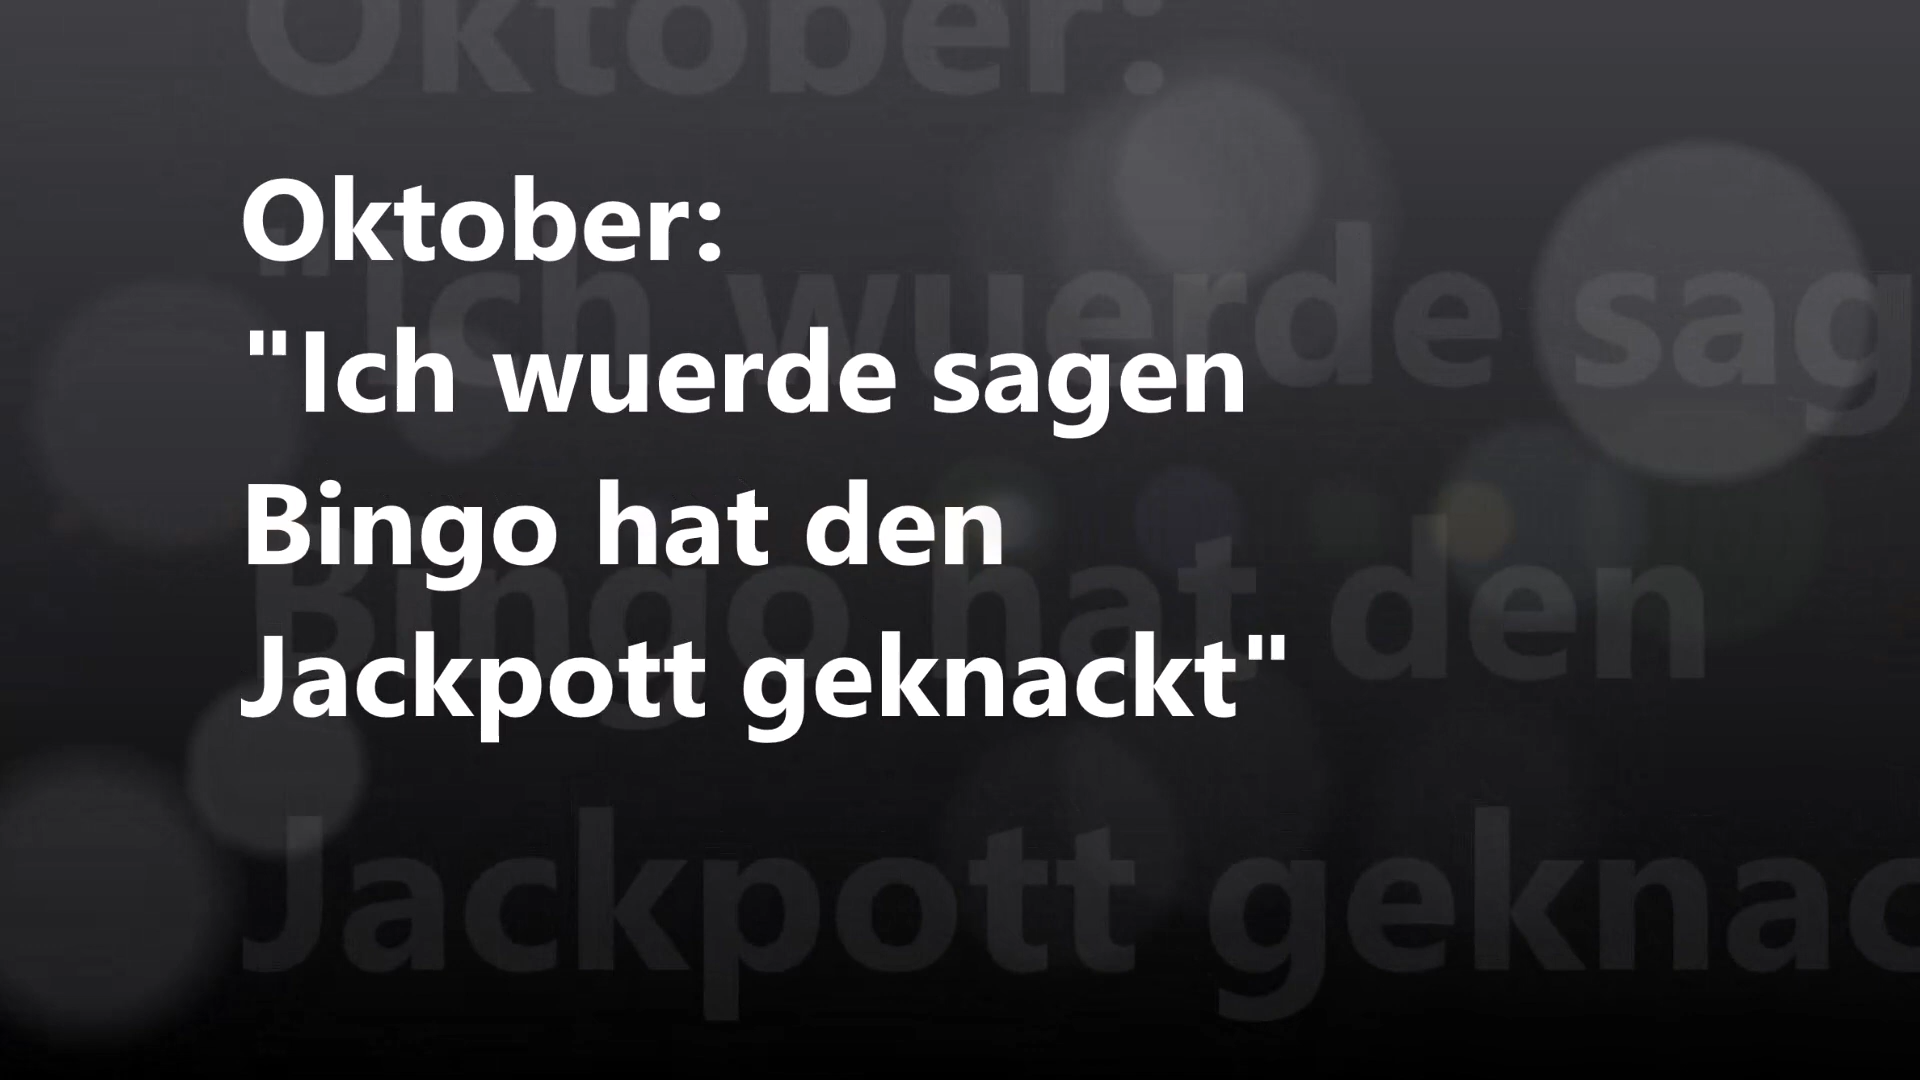 Oktober:
"Ich wuerde sagen
Bingo hat den
Jackpott geknackt"